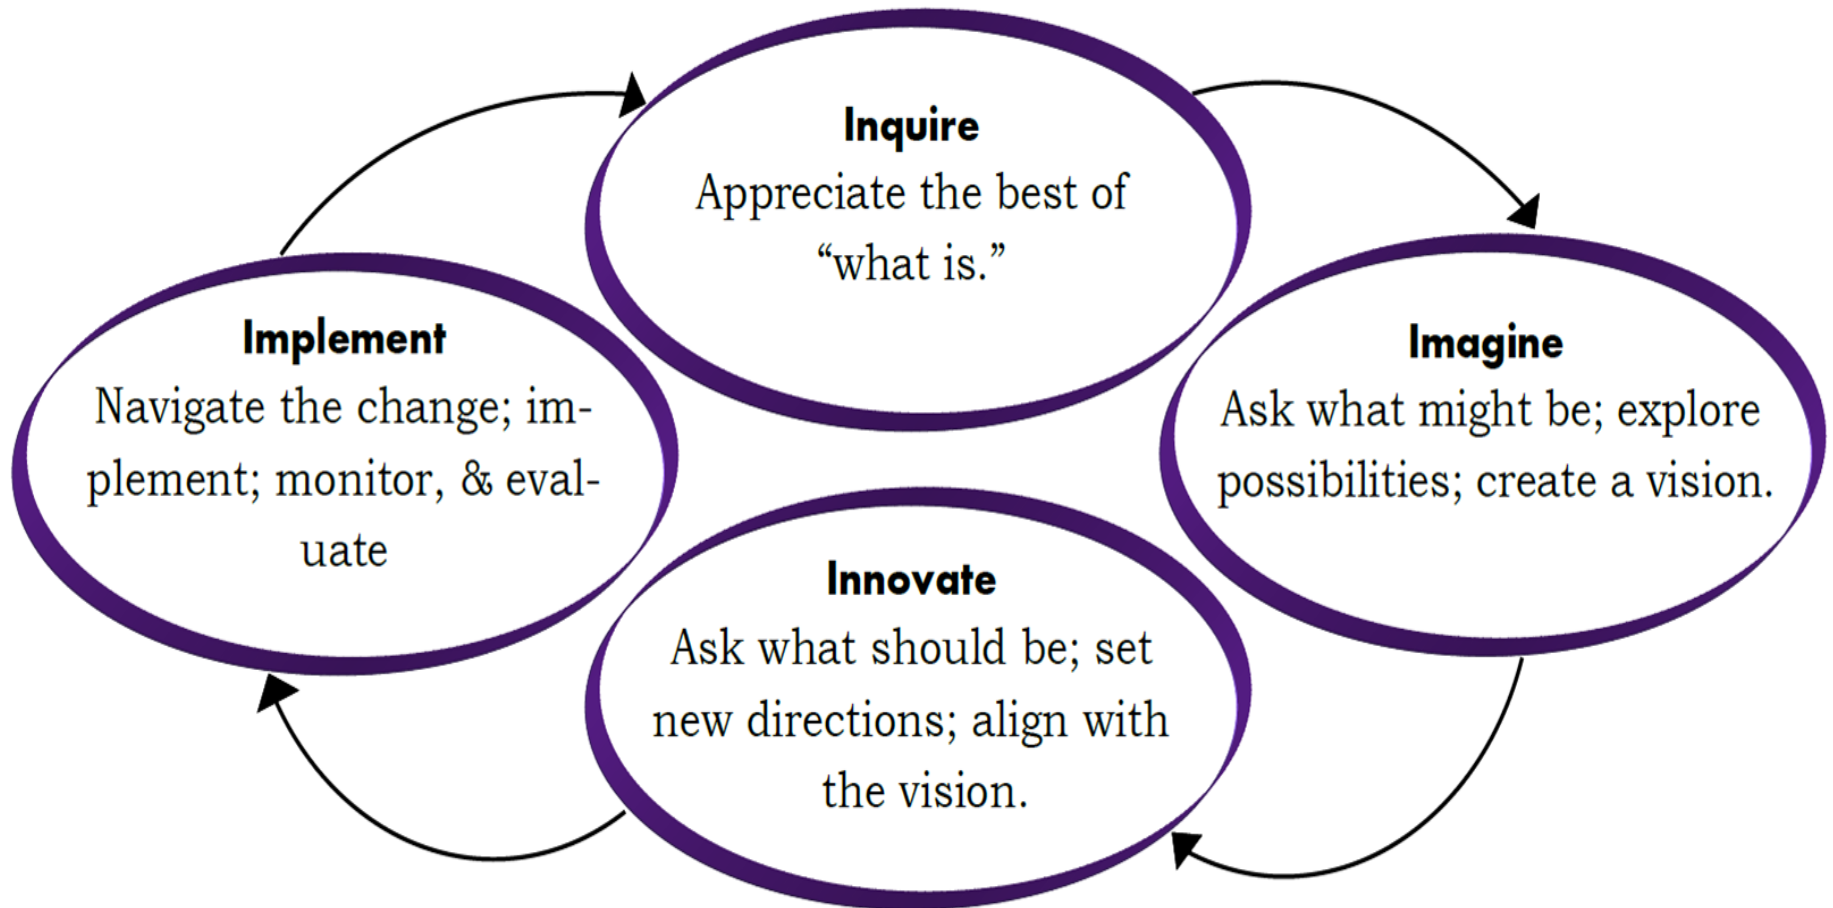 Inquire
Appreciate the best of
“what is.”
Imagine
Ask what might be; explore
possibilities; create a vision.
Innovate
Ask what should be; set
new directions; align with
the vision.
Implement
Navigate the change; im-
plement; monitor, & eval-
uate